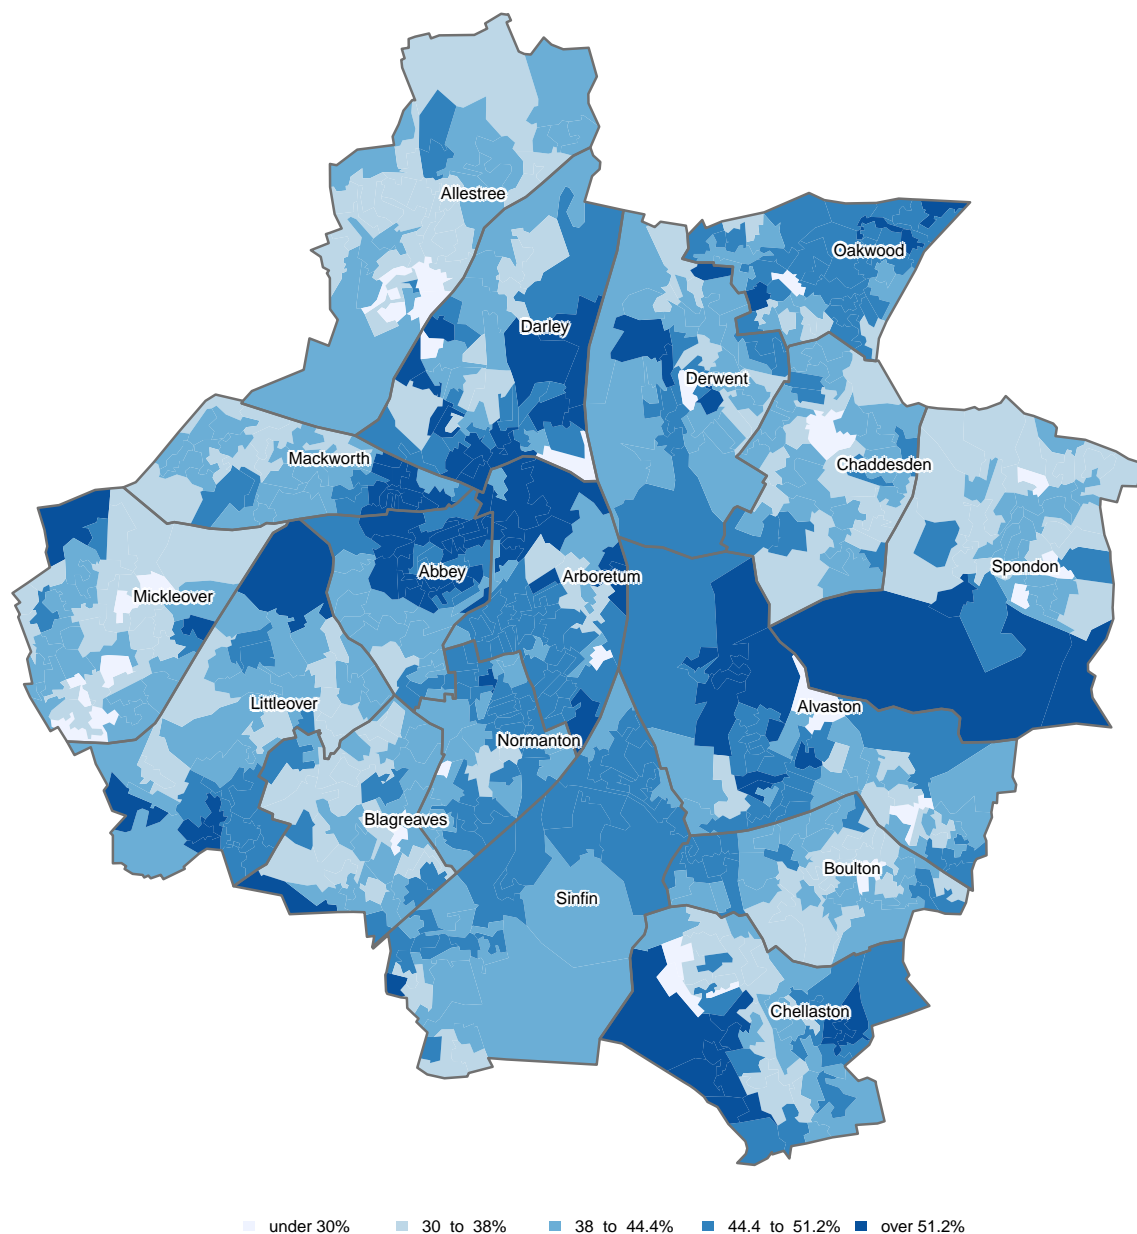 Allestree
Oakwood
Darley
Derwent
Mackworth
Chaddesden
Abbey
Arboretum
Spondon
Mickleover
Littleover
Alvaston
Normanton
Blagreaves
Boulton
Sinfin
Chellaston
under 30% 30 to 38% 38 to 44.4% 44.4 to 51.2% over 51.2%